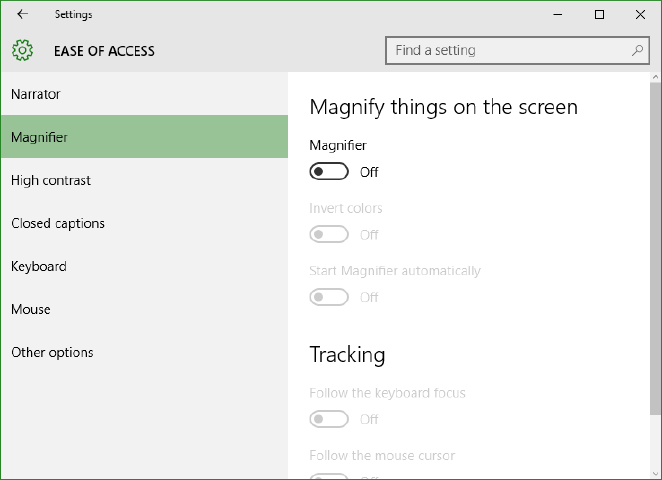 Settings
EASE OF ACCESS
Find a setting
Narrator
Magnifier
High contrast
Closed captions
Keyboard
Mouse
Other options
Magnify things on the screen
Magnifier
Off
Invert colors
Off
Start Magnifier automatically
Off
Tracking
Follow the keyboard focus
Off
Follow the mouse cursor
Off